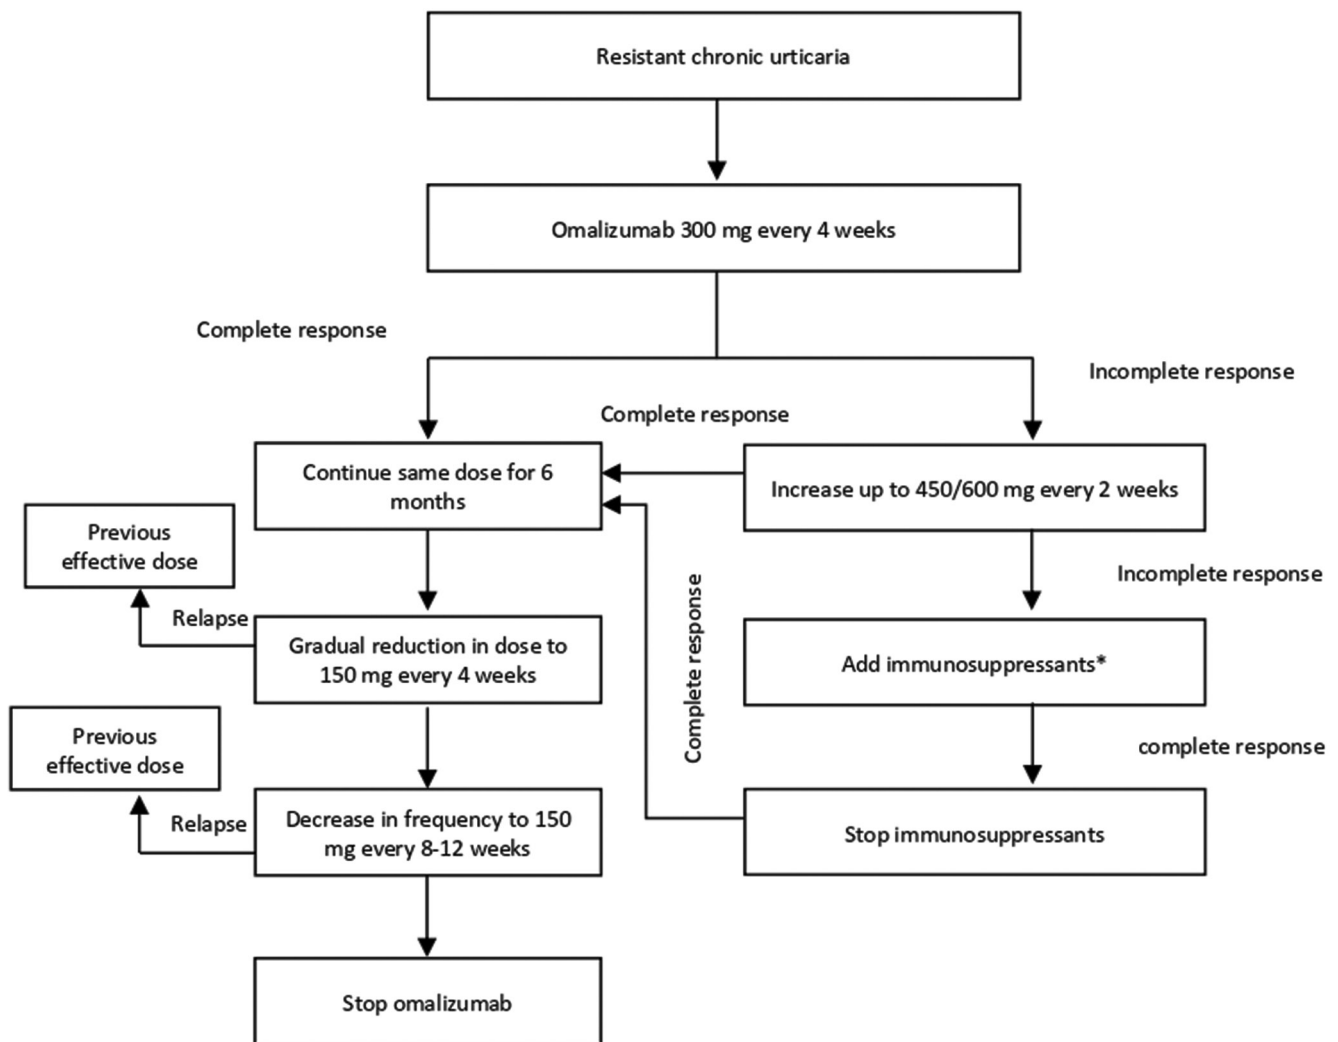 Resistant chronic urticaria
Omalizumab 300 mg every 4 weeks
Complete response
Incomplete response
Complete response
Continue same dose for 6
months
Increase up to 450/600 mg every 2 weeks
Previous
effective dose
Relapse
Incomplete response
Gradual reduction in dose to
150 mg every 4 weeks
Complete response
Add immunosuppressants*
Previous
effective dose
complete response
Relapse
Decrease in frequency to 150
mg every 8-12 weeks
Stop immunosuppressants
Stop omalizumab